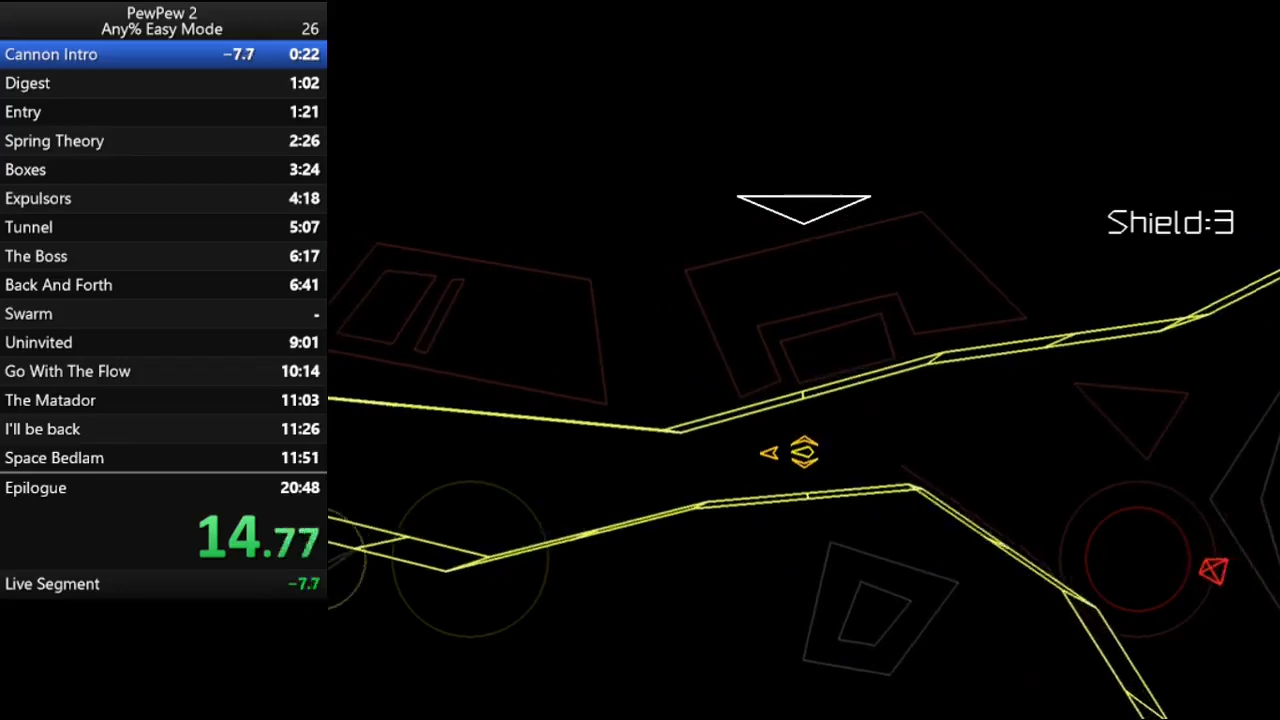 PewPew 2
Any% Easy Mode 26
Cannon Intro −7.7 0:22
Digest 1:02
Entry 1:21
Spring Theory 2:26
Boxes 3:24
Expulsors 4:18
Tunnel 5:07
The Boss 6:17
Back And Forth 6:41
Swarm -
Uninvited 9:01
Go With The Flow 10:14
The Matador 11:03
I'll be back 11:26
Space Bedlam 11:51
Epilogue 20:48
14.77
Live Segment −7.7
Shield:3